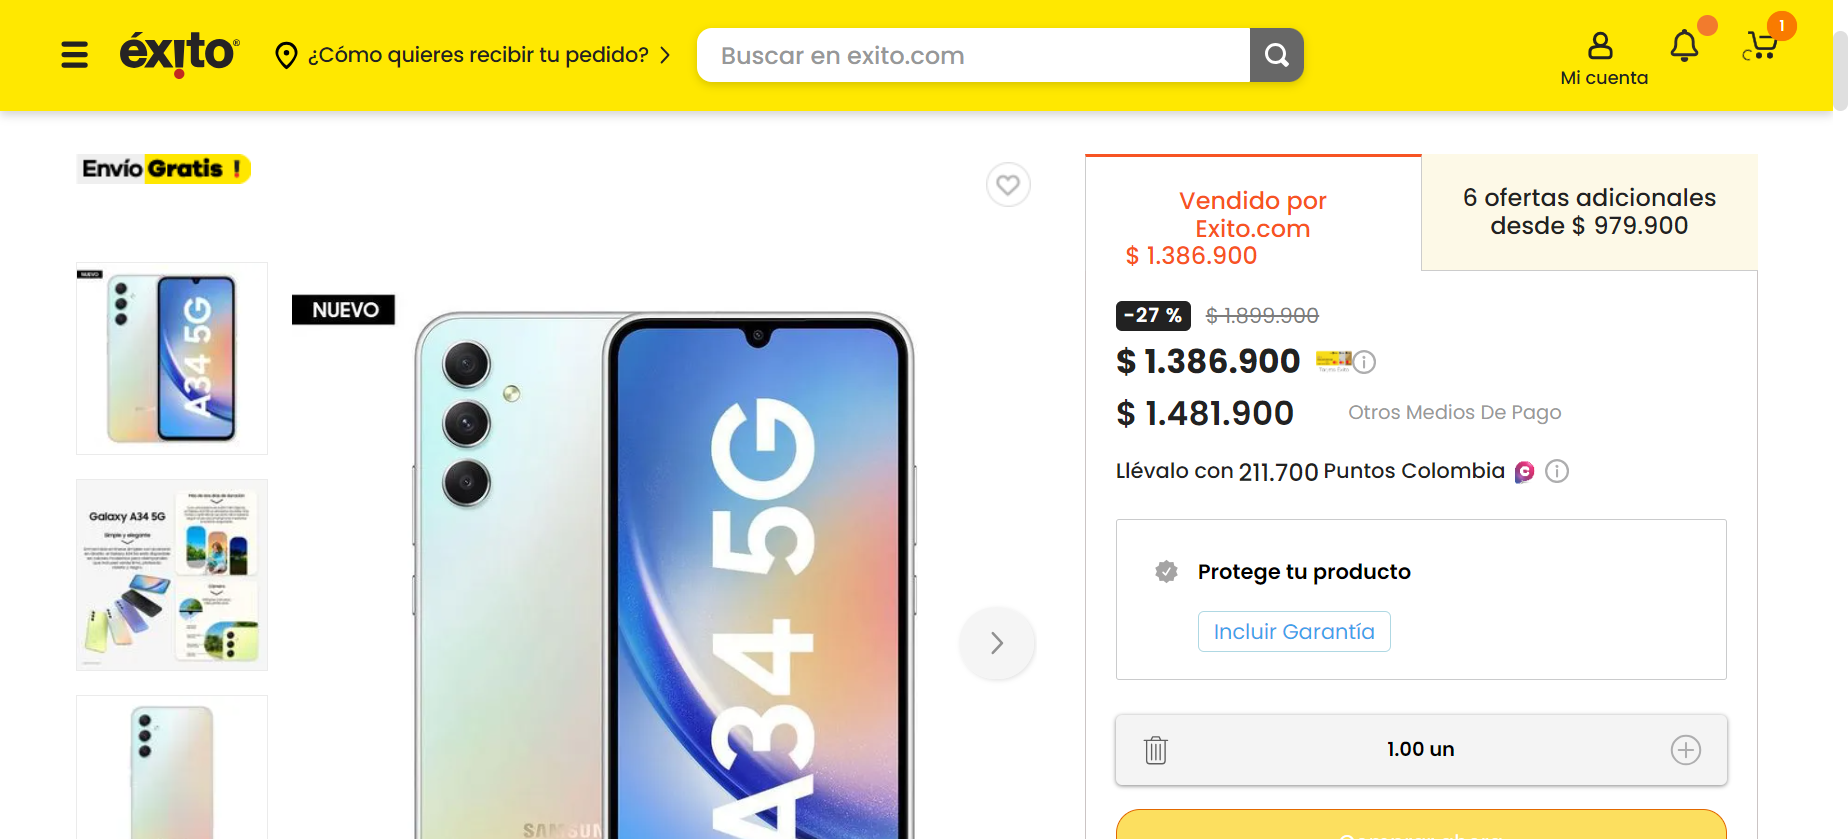 éxito®
¿Cómo quieres recibir tu pedido?
Buscar en exito.com
Mi cuenta
1
Envío Gratis !
Vendido por
Exito.com
$ 1.386.900
6 ofertas adicionales
desde $ 979.900
NUEVO
A34 5G
Galaxy A34 5G
Simple y elegante
NUEVO
A34 5G
SAMSUN
-27 %
$ 1.899.900
$ 1.386.900
$ 1.481.900
Otros Medios De Pago
Llévalo con 211.700 Puntos Colombia
Protege tu producto
Incluir Garantía
1.00 un